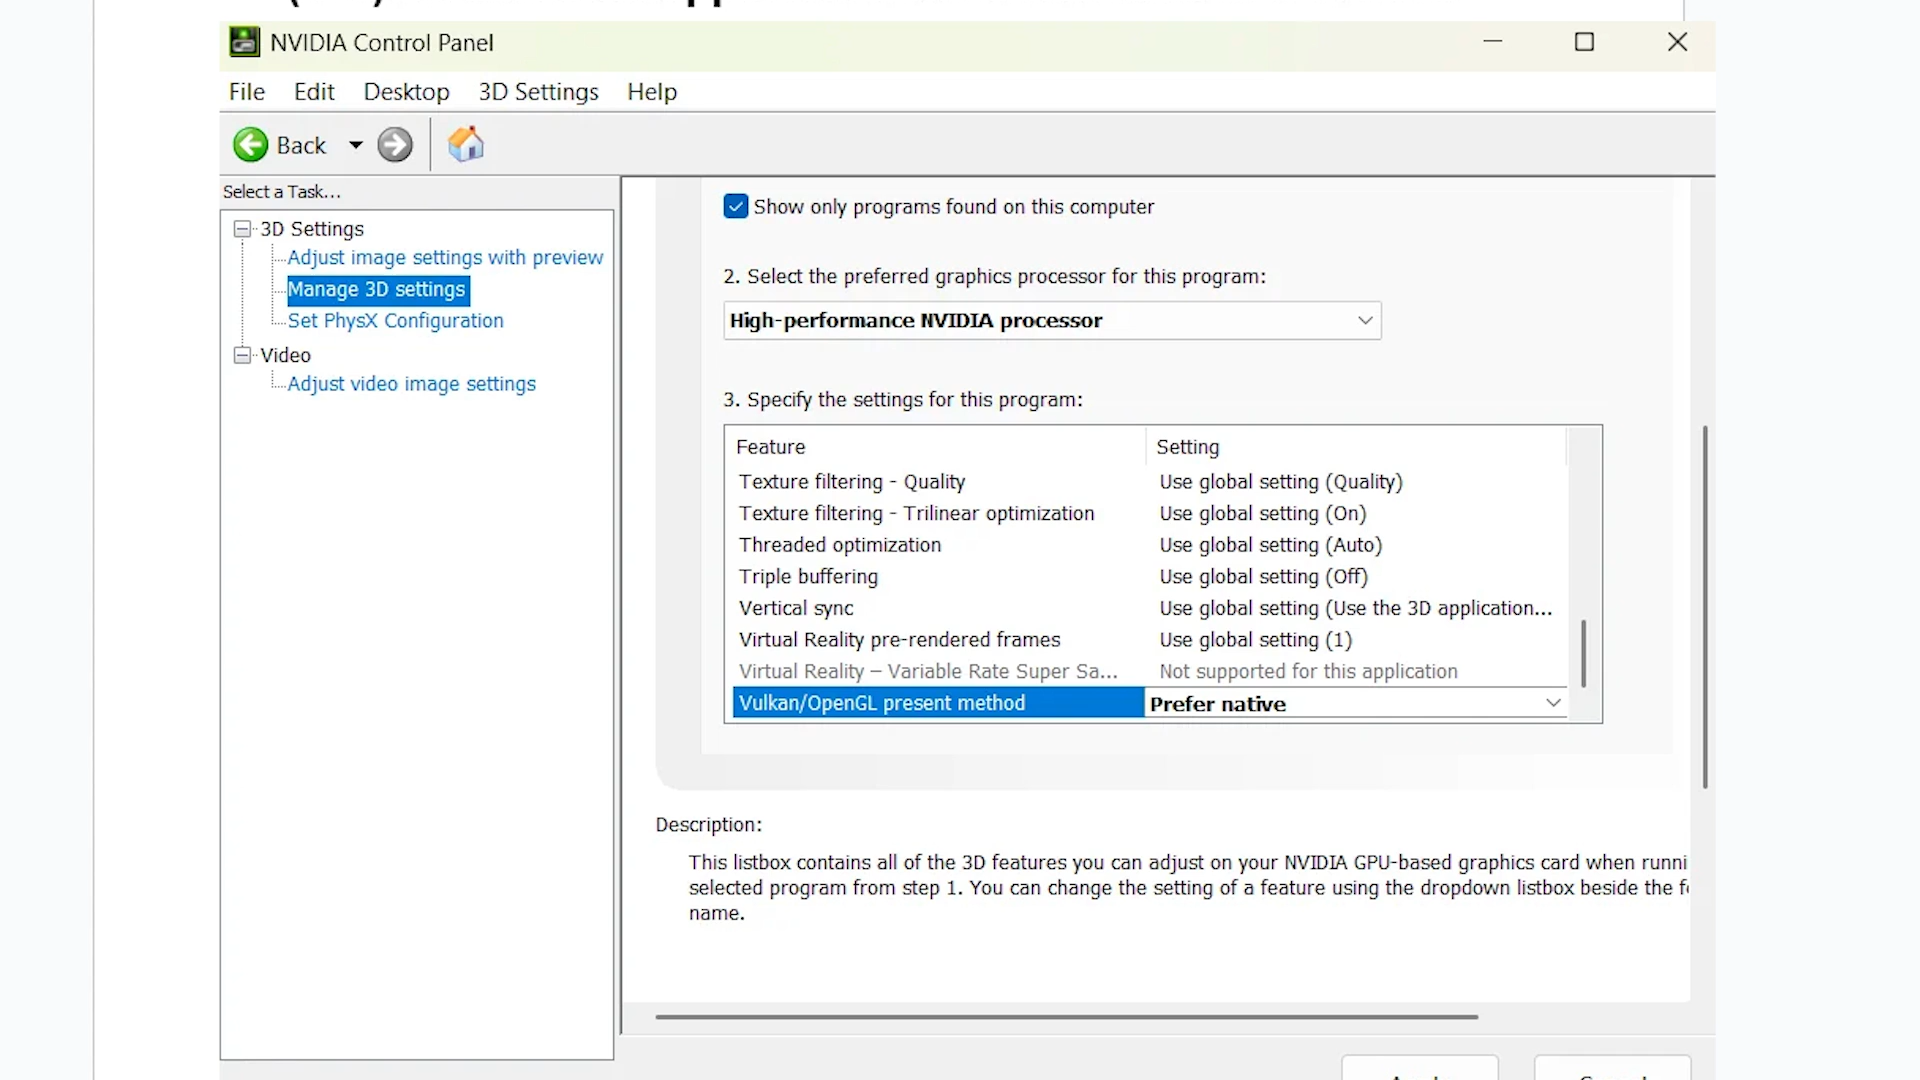 NVIDIA Control Panel
File Edit Desktop 3D Settings Help
Back
Select a Task...
3D Settings
Adjust image settings with preview
Manage 3D settings
Set PhysX Configuration
Video
Adjust video image settings
Show only programs found on this computer
2. Select the preferred graphics processor for this program:
High-performance NVIDIA processor
3. Specify the settings for this program:
Feature Setting
Texture filtering - Quality Use global setting (Quality)
Texture filtering - Trilinear optimization Use global setting (On)
Threaded optimization Use global setting (Auto)
Triple buffering Use global setting (Off)
Vertical sync Use global setting (Use the 3D application...
Virtual Reality pre-rendered frames Use global setting (1)
Virtual Reality – Variable Rate Super Sa... Not supported for this application
Vulkan/OpenGL present method Prefer native
Description:
This listbox contains all of the 3D features you can adjust on your NVIDIA GPU-based graphics card when runni
selected program from step 1. You can change the setting of a feature using the dropdown listbox beside the
name.